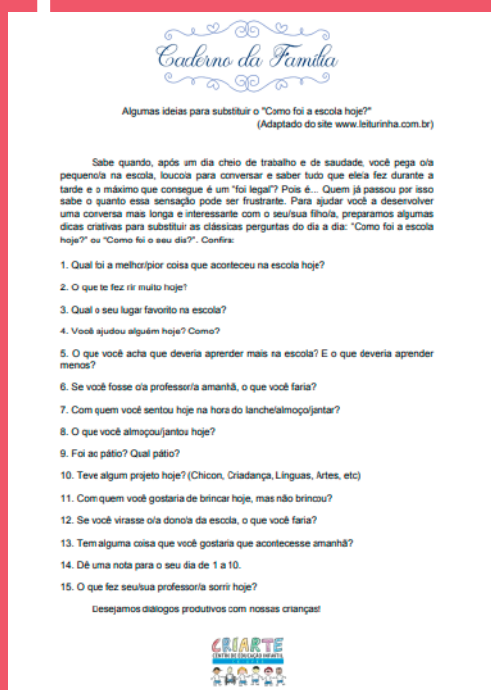 Caderno da Família
Algumas ideias para substituir o "Como foi a escola hoje?"
(Adaptado do site www.leiturinha.com.br)
Sabe quando, após um dia cheio de trabalho e de saudade, você pega o/a
pequeno/a na escola, louco/a para conversar e saber tudo que ele/a fez durante a
tarde e o máximo que consegue é um "foi legal"? Pois é... Quem já passou por isso
sabe o quanto essa sensação pode ser frustrante. Para ajudar você a desenvolver
uma conversa mais longa e interessante com o seu/sua filho/a, preparamos algumas
dicas criativas para substituir as clássicas perguntas do dia a dia: "Como foi a escola
hoje?" ou "Como foi o seu dia?". Confira:
1. Qual foi a melhor/pior coisa que aconteceu na escola hoje?
2. O que te fez rir muito hoje?
3. Qual o seu lugar favorito na escola?
4. Você ajudou alguém hoje? Como?
5. O que você acha que deveria aprender mais na escola? E o que deveria aprender
menos?
6. Se você fosse o/a professor/a amanhã, o que você faria?
7. Com quem você sentou hoje na hora do lanche/almoço/jantar?
8. O que você almoçou/jantou hoje?
9. Foi ao pátio? Qual pátio?
10. Teve algum projeto hoje? (Chicon, Criadança, Línguas, Artes, etc)
11. Com quem você gostaria de brincar hoje, mas não brincou?
12. Se você virasse o/a dono/a da escola, o que você faria?
13. Tem alguma coisa que você gostaria que acontecesse amanhã?
14. Dê uma nota para o seu dia de 1 a 10.
15. O que fez seu/sua professor/a sorrir hoje?
Desejamos diálogos produtivos com nossas crianças!
CRIARTE
CENTRO DE EDUCAÇÃO INFANTIL